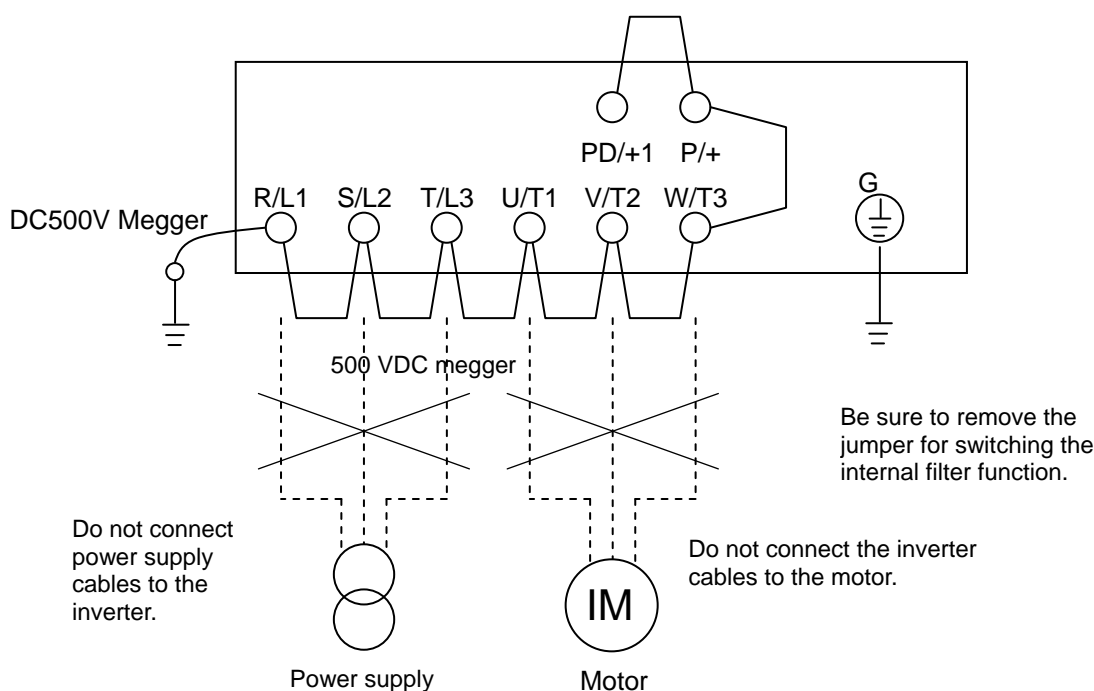 PD/+1 P/+
R/L1 S/L2 T/L3 U/T1 V/T2 W/T3
G
DC500V Megger
500 VDC megger
Be sure to remove the
jumper for switching the
internal filter function.
Do not connect
power supply
cables to the
inverter.
Do not connect the inverter
cables to the motor.
IM
Power supply
Motor